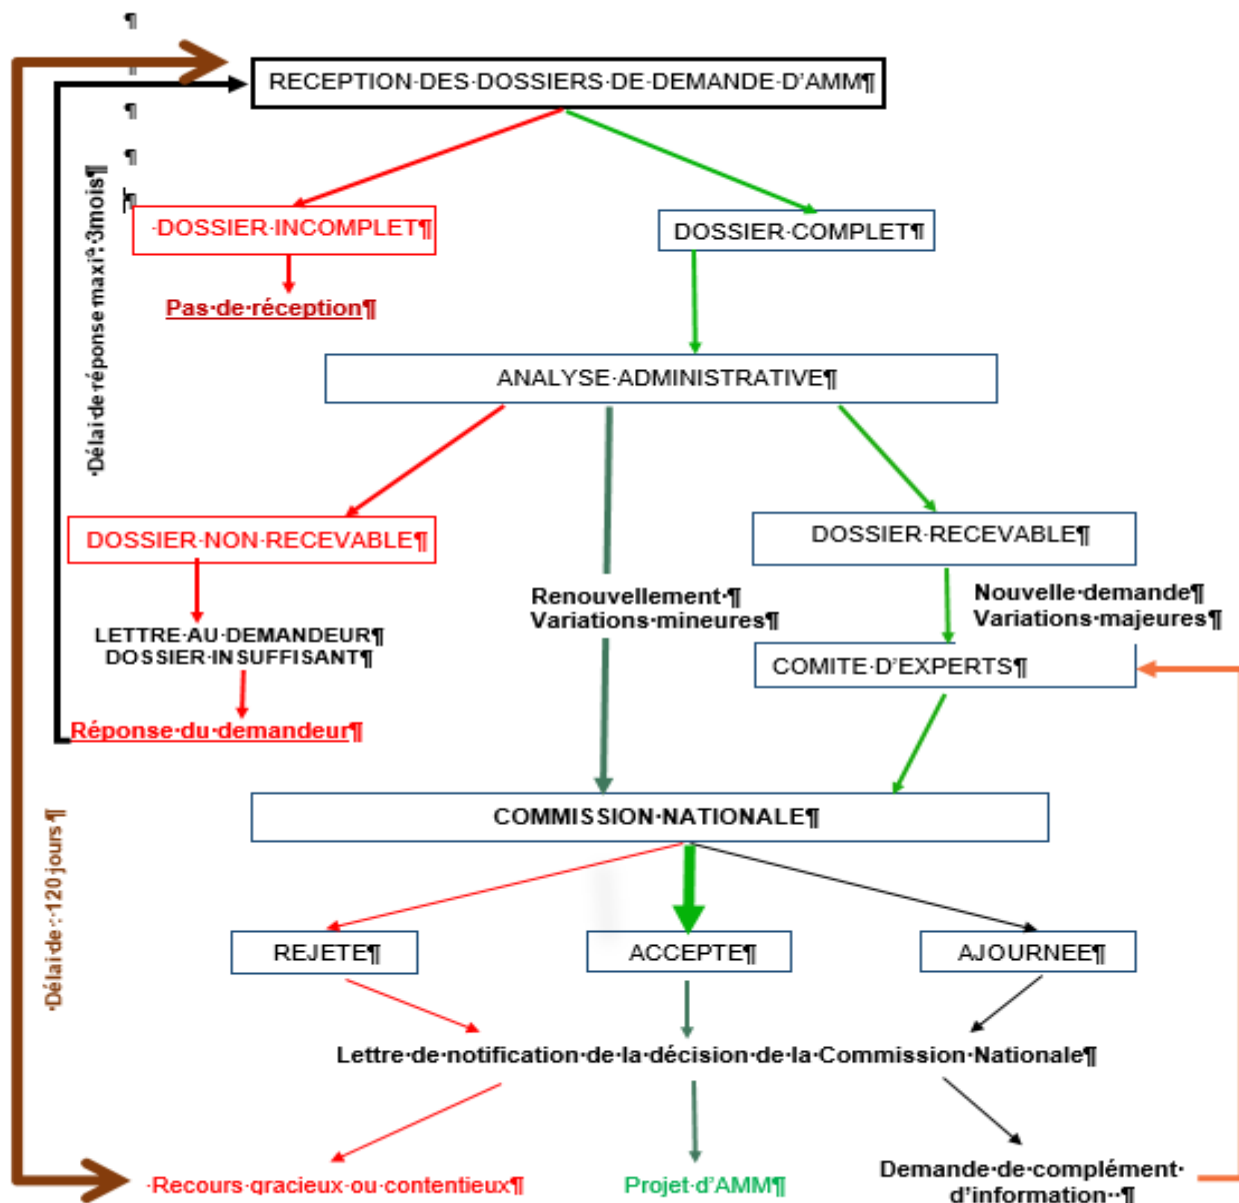 RECEPTION·DES·DOSSIERS·DE·DEMANDE·D'AMM¶
·DOSSIER·INCOMPLET¶
DOSSIER·COMPLET¶
Pas·de·réception¶
·Délai·de·réponse·maxi°:·3mois¶
ANALYSE·ADMINISTRATIVE¶
DOSSIER·NON·RECEVABLE¶
DOSSIER·RECEVABLE¶
Renouvellement·¶
Variations·mineures¶
Nouvelle·demande¶
Variations·majeures¶
LETTRE·AU·DEMANDEUR¶
DOSSIER·INSUFFISANT¶
COMITE·D'EXPERTS¶
Réponse·du·demandeur¶
·Délai·de·:·120·jours¶
COMMISSION·NATIONALE¶
REJETE¶
ACCEPTE¶
AJOURNEE¶
Lettre·de·notification·de·la·décision·de·la·Commission·Nationale¶
·Recours·gracieux·ou·contentieux¶
Projet·d'AMM¶
Demande·de·complément·
d'information··¶